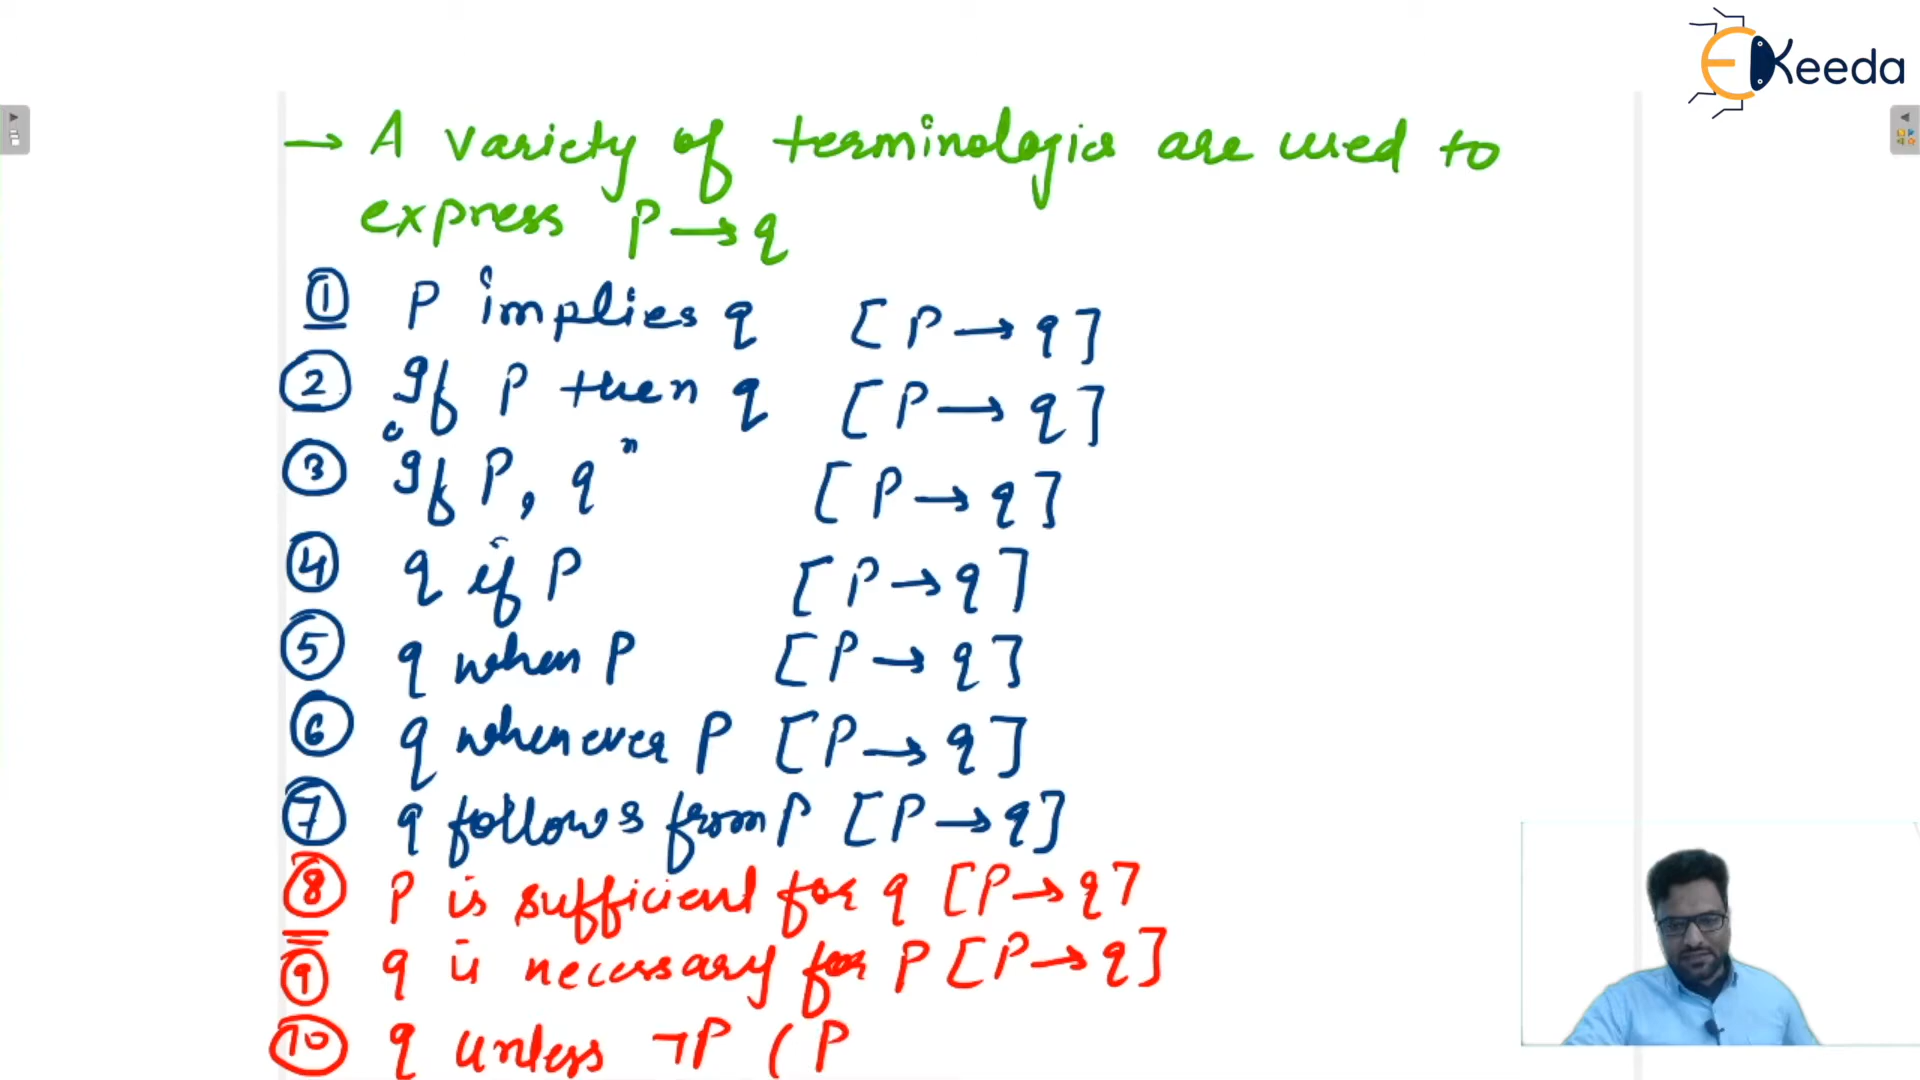 EKeeda
→ A variety of terminologies are used to
express P → q
① P implies q [P → q]
② If P then q [P → q]
③ "If P, q" [P → q]
④ q if P [P → q]
⑤ q when P [P → q]
⑥ q whenever P [P → q]
⑦ q follows from P [P → q]
⑧ P is sufficient for q [P → q]
⑨ q is necessary for P [P → q]
⑩ q unless ¬P (P